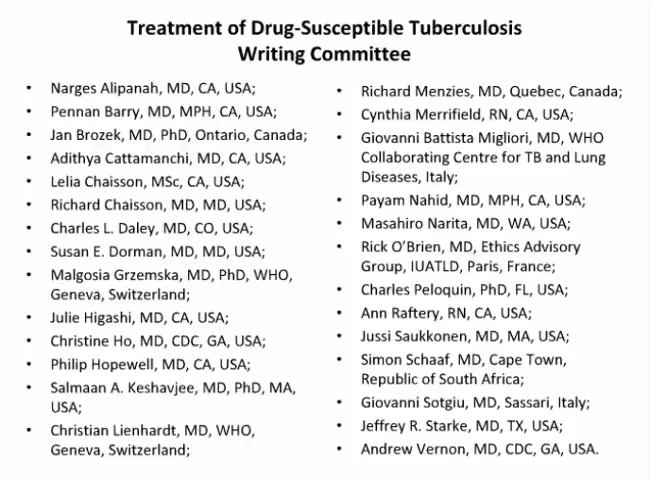 Treatment of Drug-Susceptible Tuberculosis
Writing Committee
• Narges Alipanah, MD, CA, USA;
• Pennan Barry, MD, MPH, CA, USA;
• Jan Brozek, MD, PhD, Ontario, Canada;
• Adithya Cattamanchi, MD, CA, USA;
• Lelia Chaisson, MSc, CA, USA;
• Richard Chaisson, MD, MD, USA;
• Charles L. Daley, MD, CO, USA;
• Susan E. Dorman, MD, MD, USA;
• Malgosia Grzemska, MD, PhD, WHO,
Geneva, Switzerland;
• Julie Higashi, MD, CA, USA;
• Christine Ho, MD, CDC, GA, USA;
• Philip Hopewell, MD, CA, USA;
• Salmaan A. Keshavjee, MD, PhD, MA,
USA;
• Christian Lienhardt, MD, WHO,
Geneva, Switzerland;
• Richard Menzies, MD, Quebec, Canada;
• Cynthia Merrifield, RN, CA, USA;
• Giovanni Battista Migliori, MD, WHO
Collaborating Centre for TB and Lung
Diseases, Italy;
• Payam Nahid, MD, MPH, CA, USA;
• Masahiro Narita, MD, WA, USA;
• Rick O’Brien, MD, Ethics Advisory
Group, IUATLD, Paris, France;
• Charles Peloquin, PhD, FL, USA;
• Ann Raftery, RN, CA, USA;
• Jussi Saukkonen, MD, MA, USA;
• Simon Schaaf, MD, Cape Town,
Republic of South Africa;
• Giovanni Sotgiu, MD, Sassari, Italy;
• Jeffrey R. Starke, MD, TX, USA;
• Andrew Vernon, MD, CDC, GA, USA.